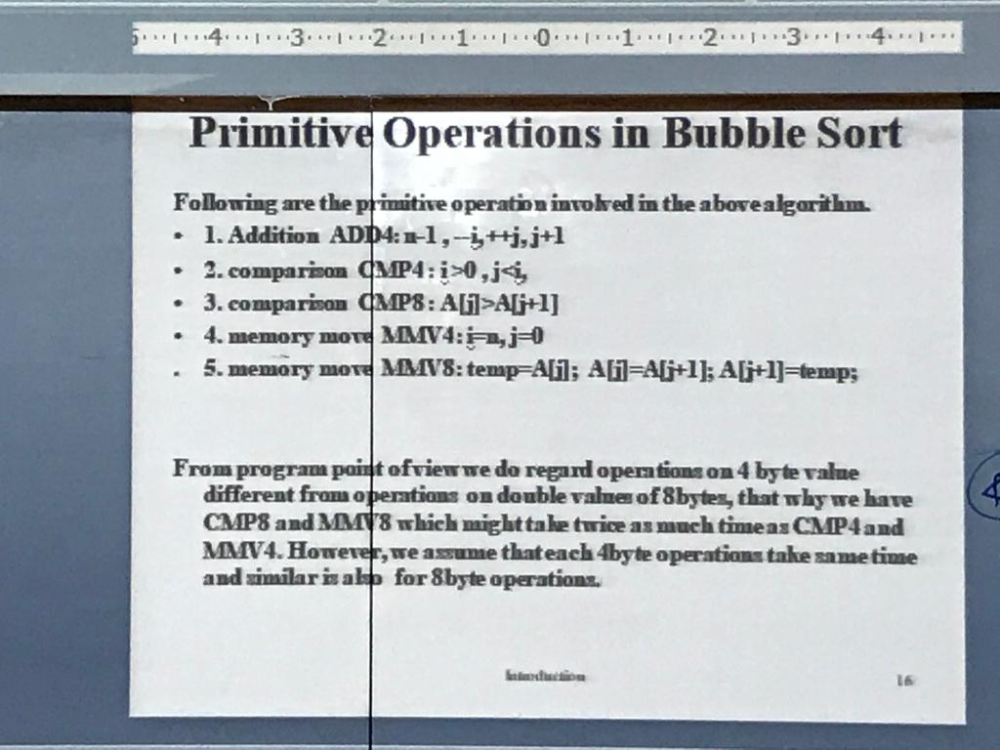 5 4 3 2 1 0 1 2 3 4
Primitive Operations in Bubble Sort
Following are the primitive operation involved in the above algorithm.
• 1. Addition ADD4: n-1 , --i,++j, j+1
• 2. comparison CMP4: i>0 , j<i,
• 3. comparison CMP8: A[j]>A[j+1]
• 4. memory move MMV4: i=n, j=0
. 5. memory move MMV8: temp=A[j]; A[j]=A[j+1]; A[j+1]=temp;
From program point of view we do regard operations on 4 byte value
different from operations on double values of 8bytes, that why we have
CMP8 and MMV8 which might take twice as much time as CMP4 and
MMV4. However, we assume that each 4byte operations take same time
and similar is also for 8byte operations.
Introduction
16